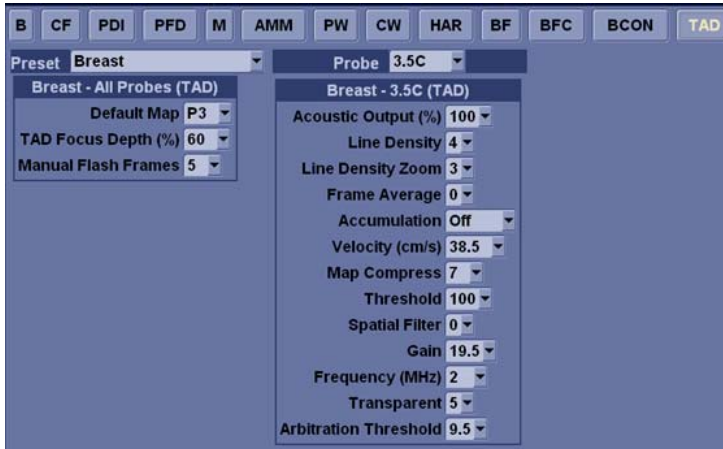 B CF PDI PFD M AMM PW CW HAR BF BFC BCON TAD
Preset Breast Probe 3.5C
Breast - All Probes (TAD)
Default Map P3
TAD Focus Depth (%) 60
Manual Flash Frames 5
Breast - 3.5C (TAD)
Acoustic Output (%) 100
Line Density 4
Line Density Zoom 3
Frame Average 0
Accumulation Off
Velocity (cm/s) 38.5
Map Compress 7
Threshold 100
Spatial Filter 0
Gain 19.5
Frequency (MHz) 2
Transparent 5
Arbitration Threshold 9.5